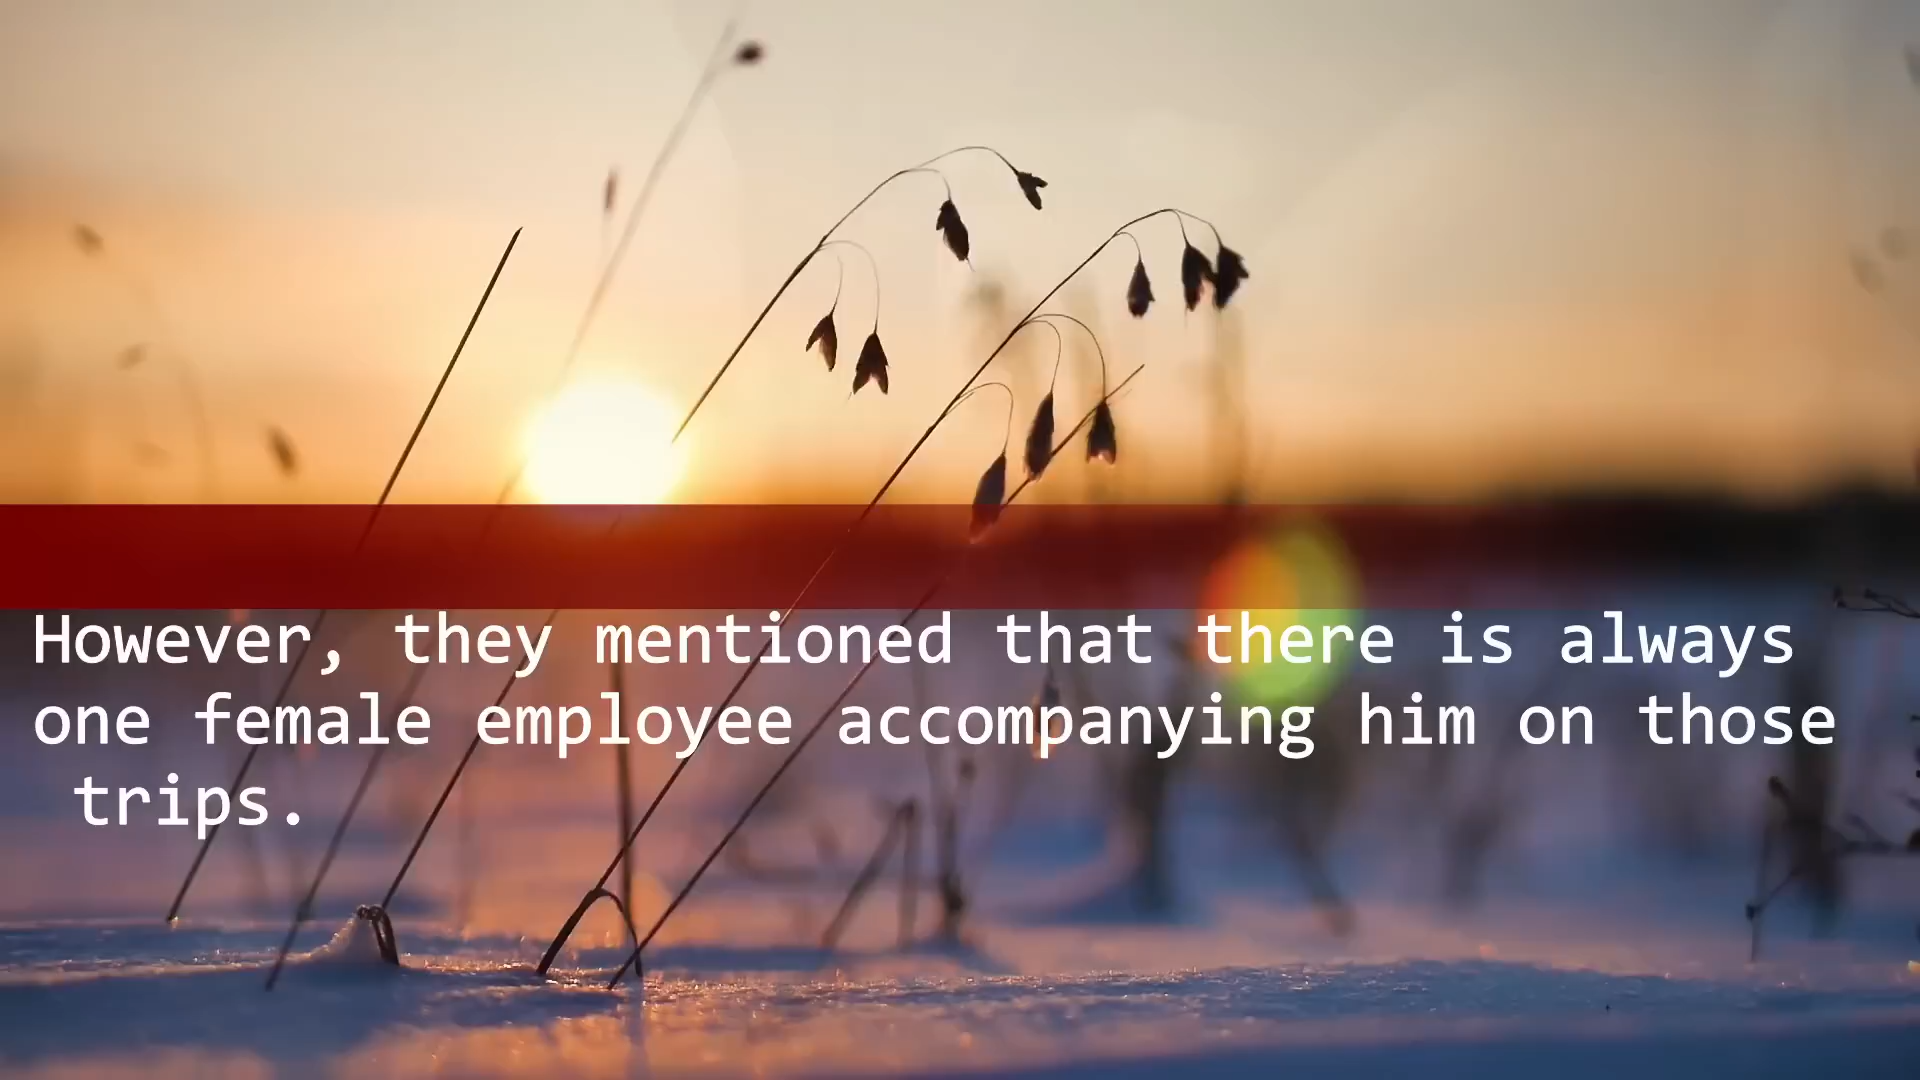 However, they mentioned that there is always
one female employee accompanying him on those
trips.